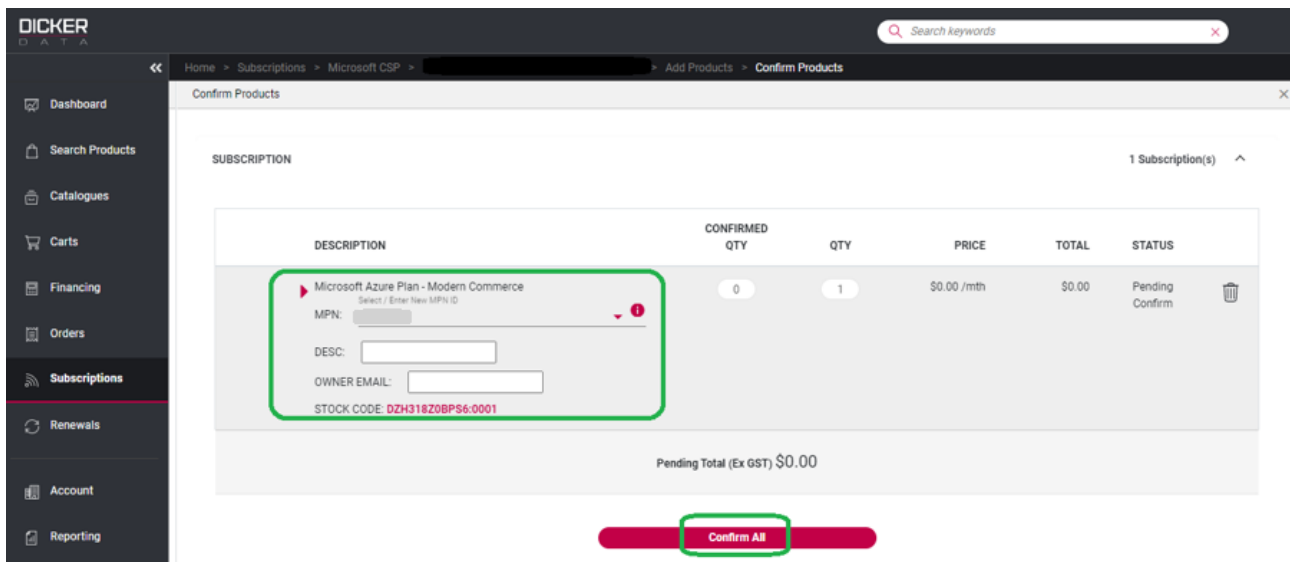 DICKER
DATA
Search keywords
Home > Subscriptions > Microsoft CSP > > Add Products > Confirm Products
Confirm Products
Dashboard
Search Products
Catalogues
Carts
Financing
Orders
Subscriptions
Renewals
Account
Reporting
SUBSCRIPTION
1 Subscription(s)
DESCRIPTION CONFIRMED QTY QTY PRICE TOTAL STATUS
Microsoft Azure Plan - Modern Commerce 0 1 $0.00 /mth $0.00 Pending Confirm
Select / Enter New MPN ID
MPN:
DESC:
OWNER EMAIL:
STOCK CODE: DZH318Z0BPS6:0001
Pending Total (Ex GST) $0.00
Confirm All